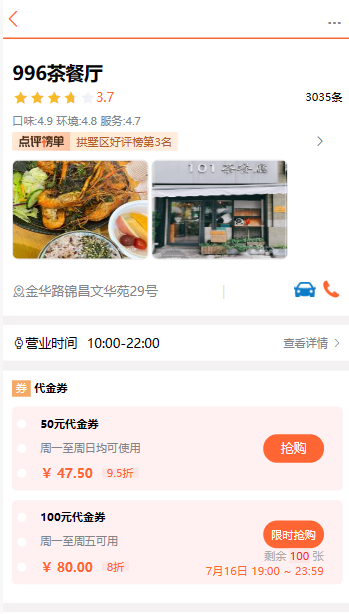 996茶餐厅
3.7
3035条
口味:4.9 环境:4.8 服务:4.7
点评榜单 拱墅区好评榜第3名
101 茶香店
金华路锦昌文华苑29号
营业时间 10:00-22:00
查看详情
券 代金券
50元代金券
周一至周日均可使用
抢购
￥ 47.50 9.5折
100元代金券
周一至周五可用
限时抢购
剩余 100 张
￥ 80.00 8折
7月16日 19:00 ~ 23:59